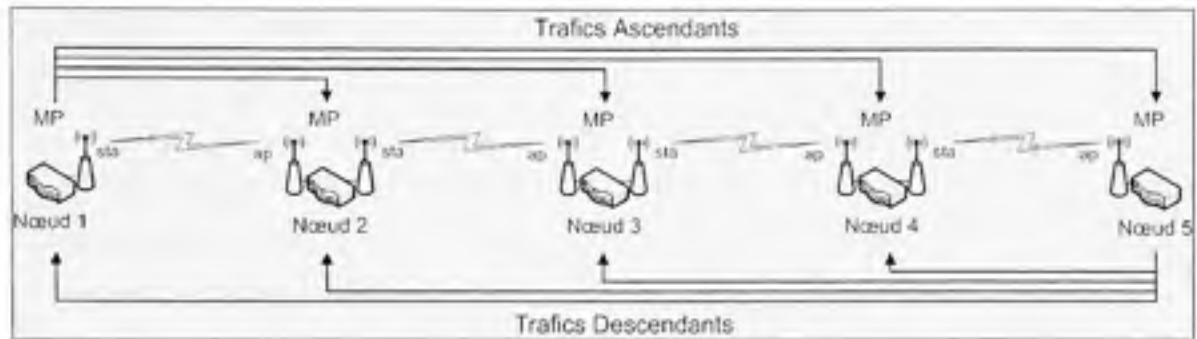 Trafics Ascendants
MP MP MP MP MP
sta ap sta ap sta ap sta ap
Nœud 1 Nœud 2 Nœud 3 Nœud 4 Nœud 5
Trafics Descendants